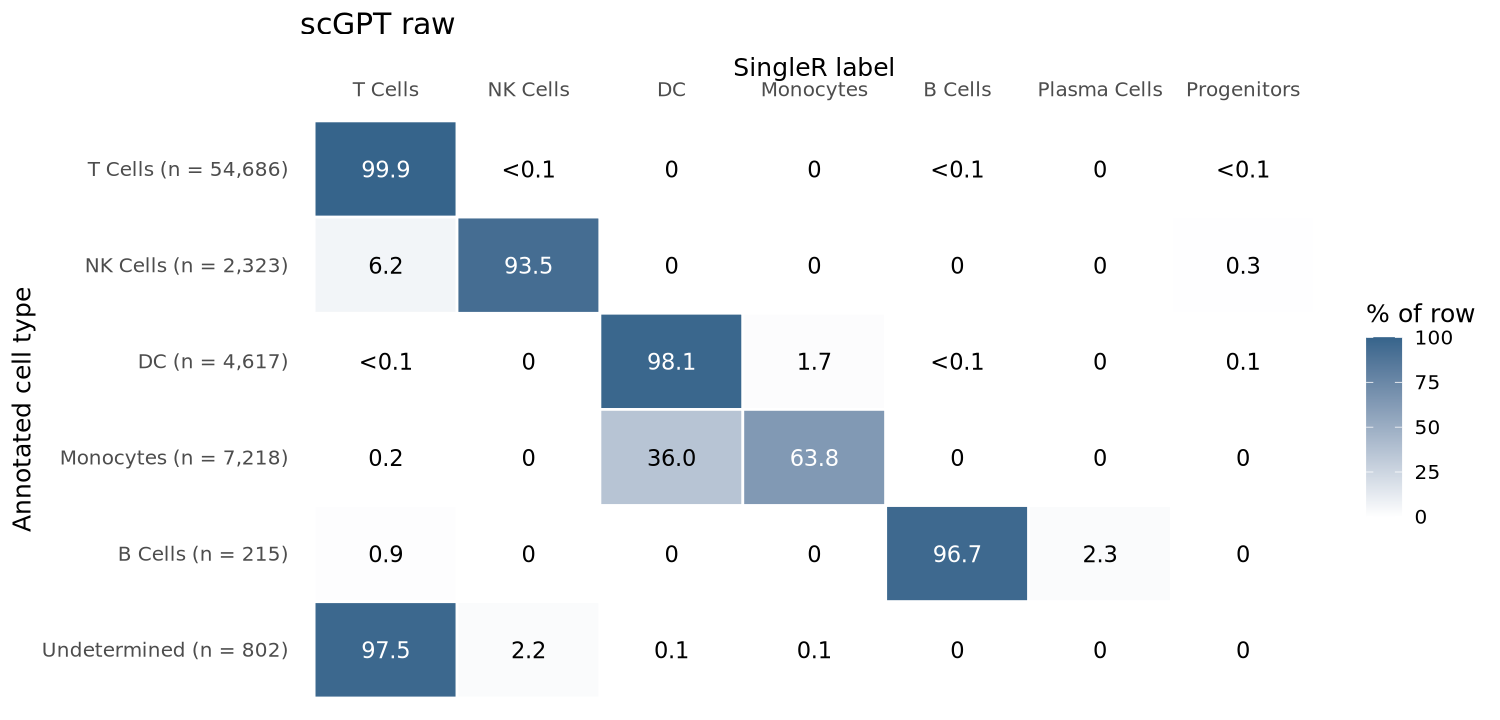 scGPT raw
SingleR label
T Cells NK Cells DC Monocytes B Cells Plasma Cells Progenitors
T Cells (n = 54,686) 99.9 <0.1 0 0 <0.1 0 <0.1
NK Cells (n = 2,323) 6.2 93.5 0 0 0 0 0.3
DC (n = 4,617) <0.1 0 98.1 1.7 <0.1 0 0.1
Monocytes (n = 7,218) 0.2 0 36.0 63.8 0 0 0
B Cells (n = 215) 0.9 0 0 0 96.7 2.3 0
Undetermined (n = 802) 97.5 2.2 0.1 0.1 0 0 0
Annotated cell type
% of row
100
75
50
25
0